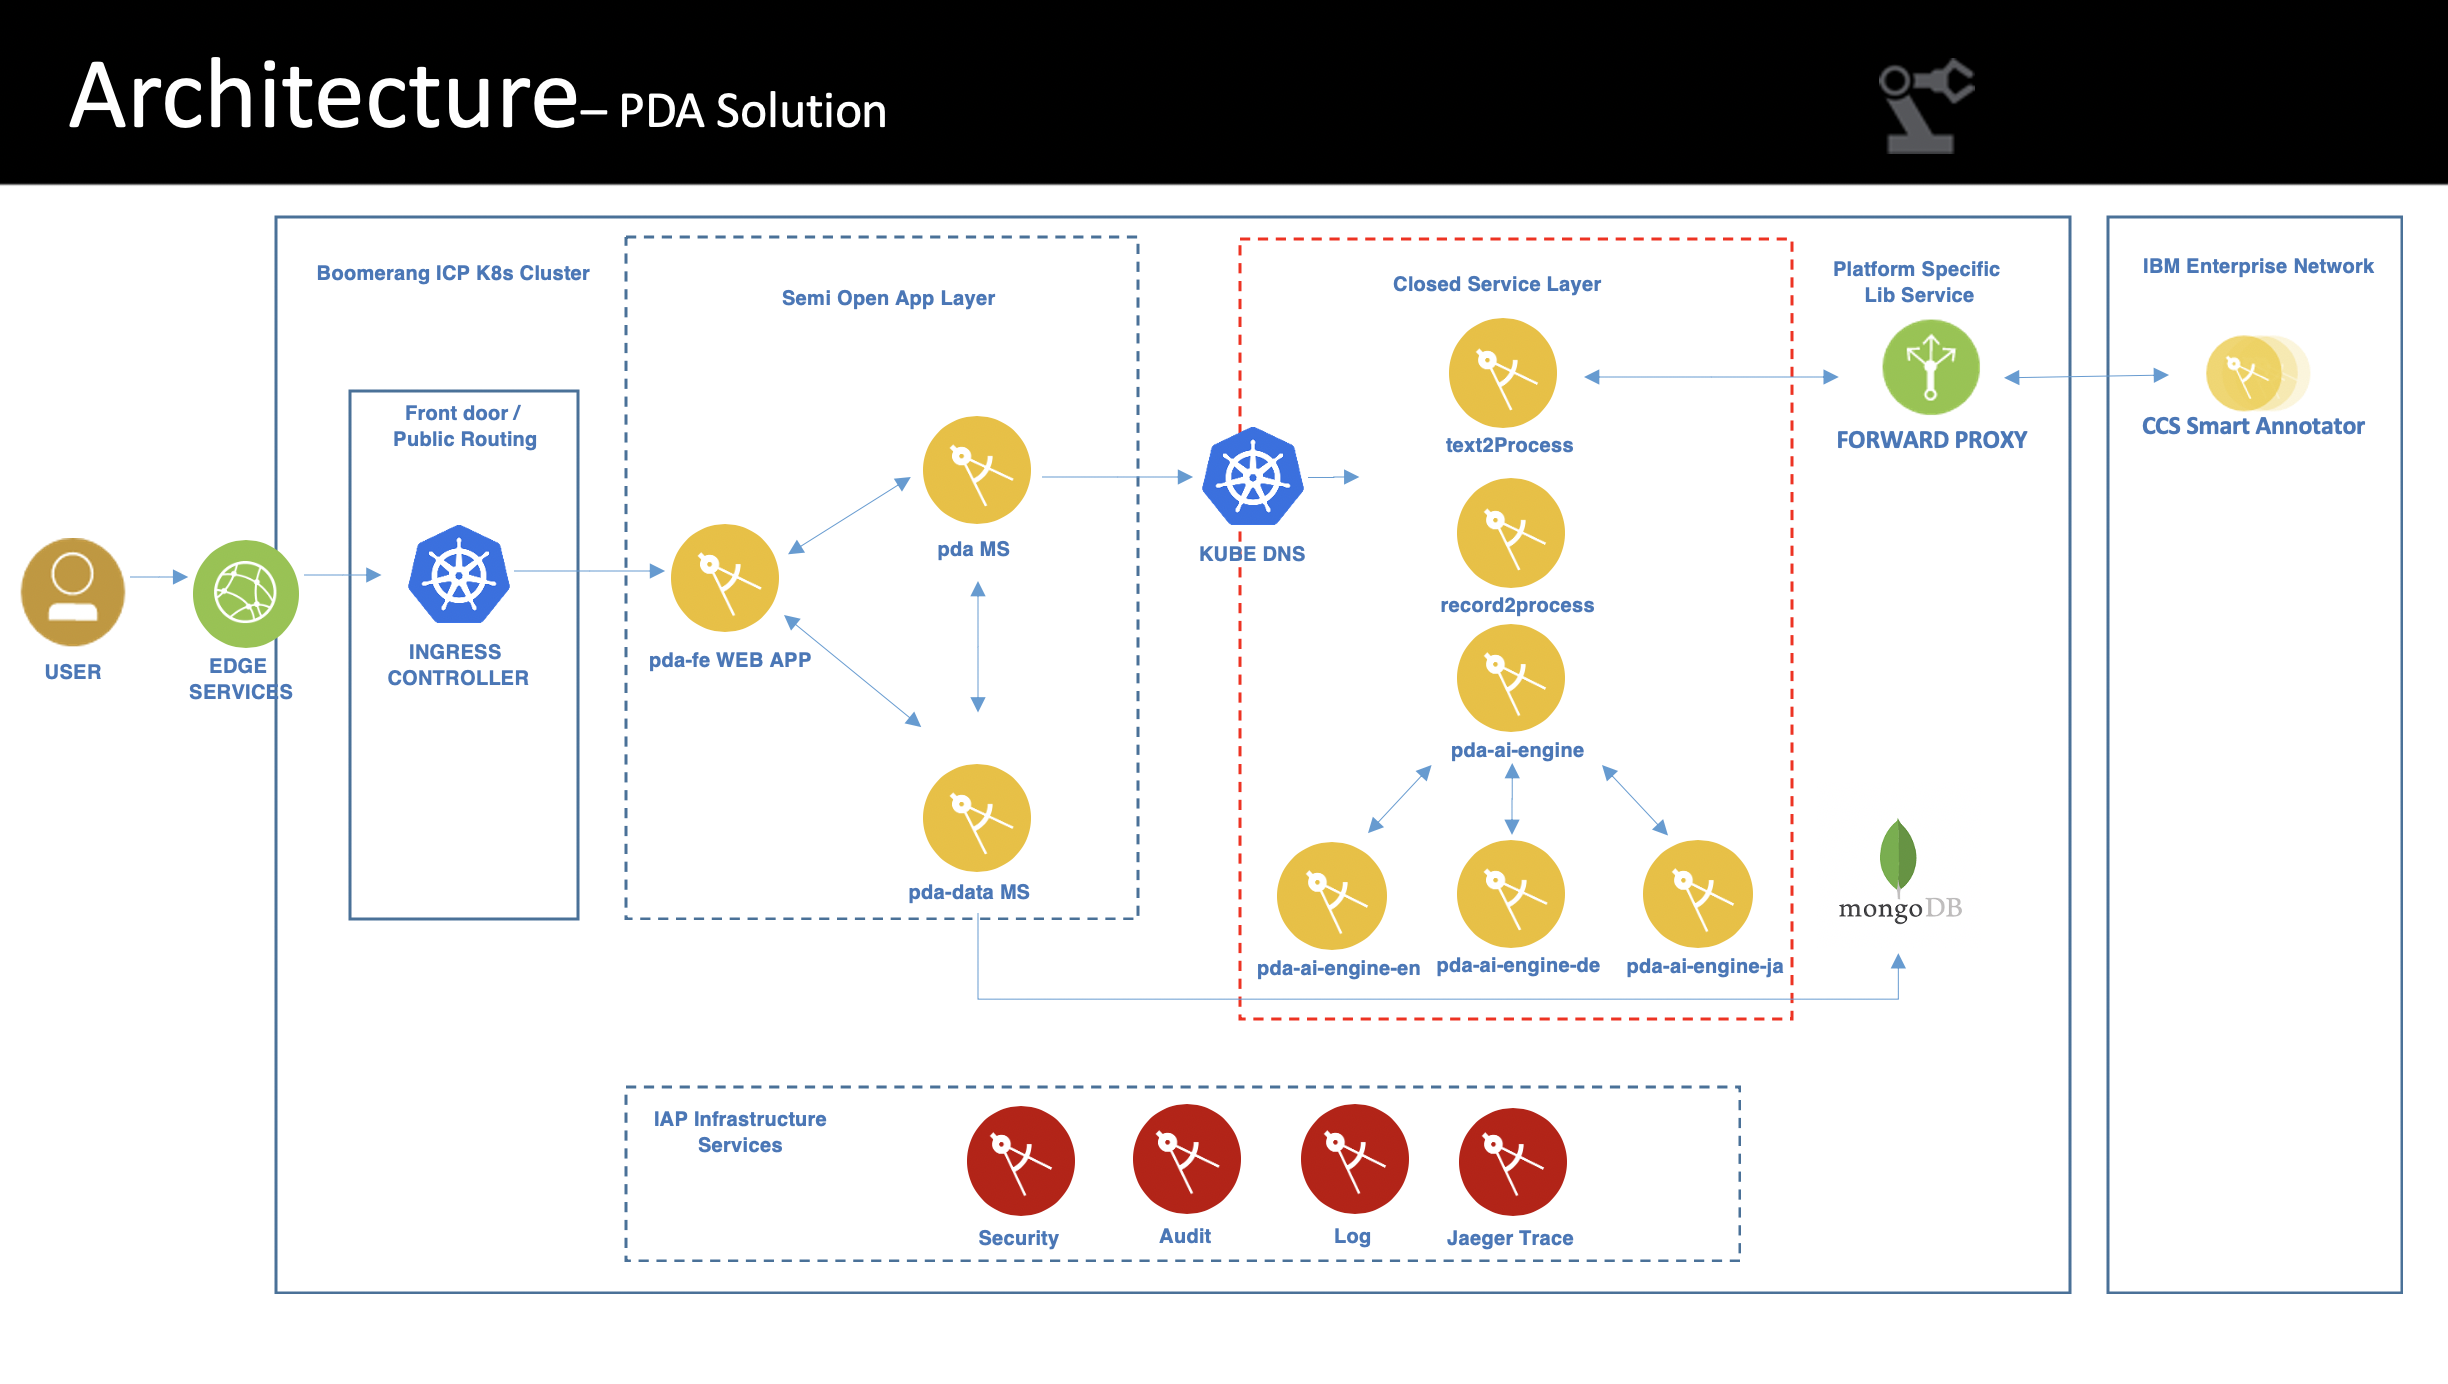 Architecture– PDA Solution
Boomerang ICP K8s Cluster
Semi Open App Layer
Closed Service Layer
Platform Specific
Lib Service
IBM Enterprise Network
Front door /
Public Routing
text2Process
FORWARD PROXY
CCS Smart Annotator
pda MS
KUBE DNS
record2process
USER
EDGE
SERVICES
INGRESS
CONTROLLER
pda-fe WEB APP
pda-ai-engine
pda-data MS
mongoDB
pda-ai-engine-en
pda-ai-engine-de
pda-ai-engine-ja
IAP Infrastructure
Services
Security
Audit
Log
Jaeger Trace